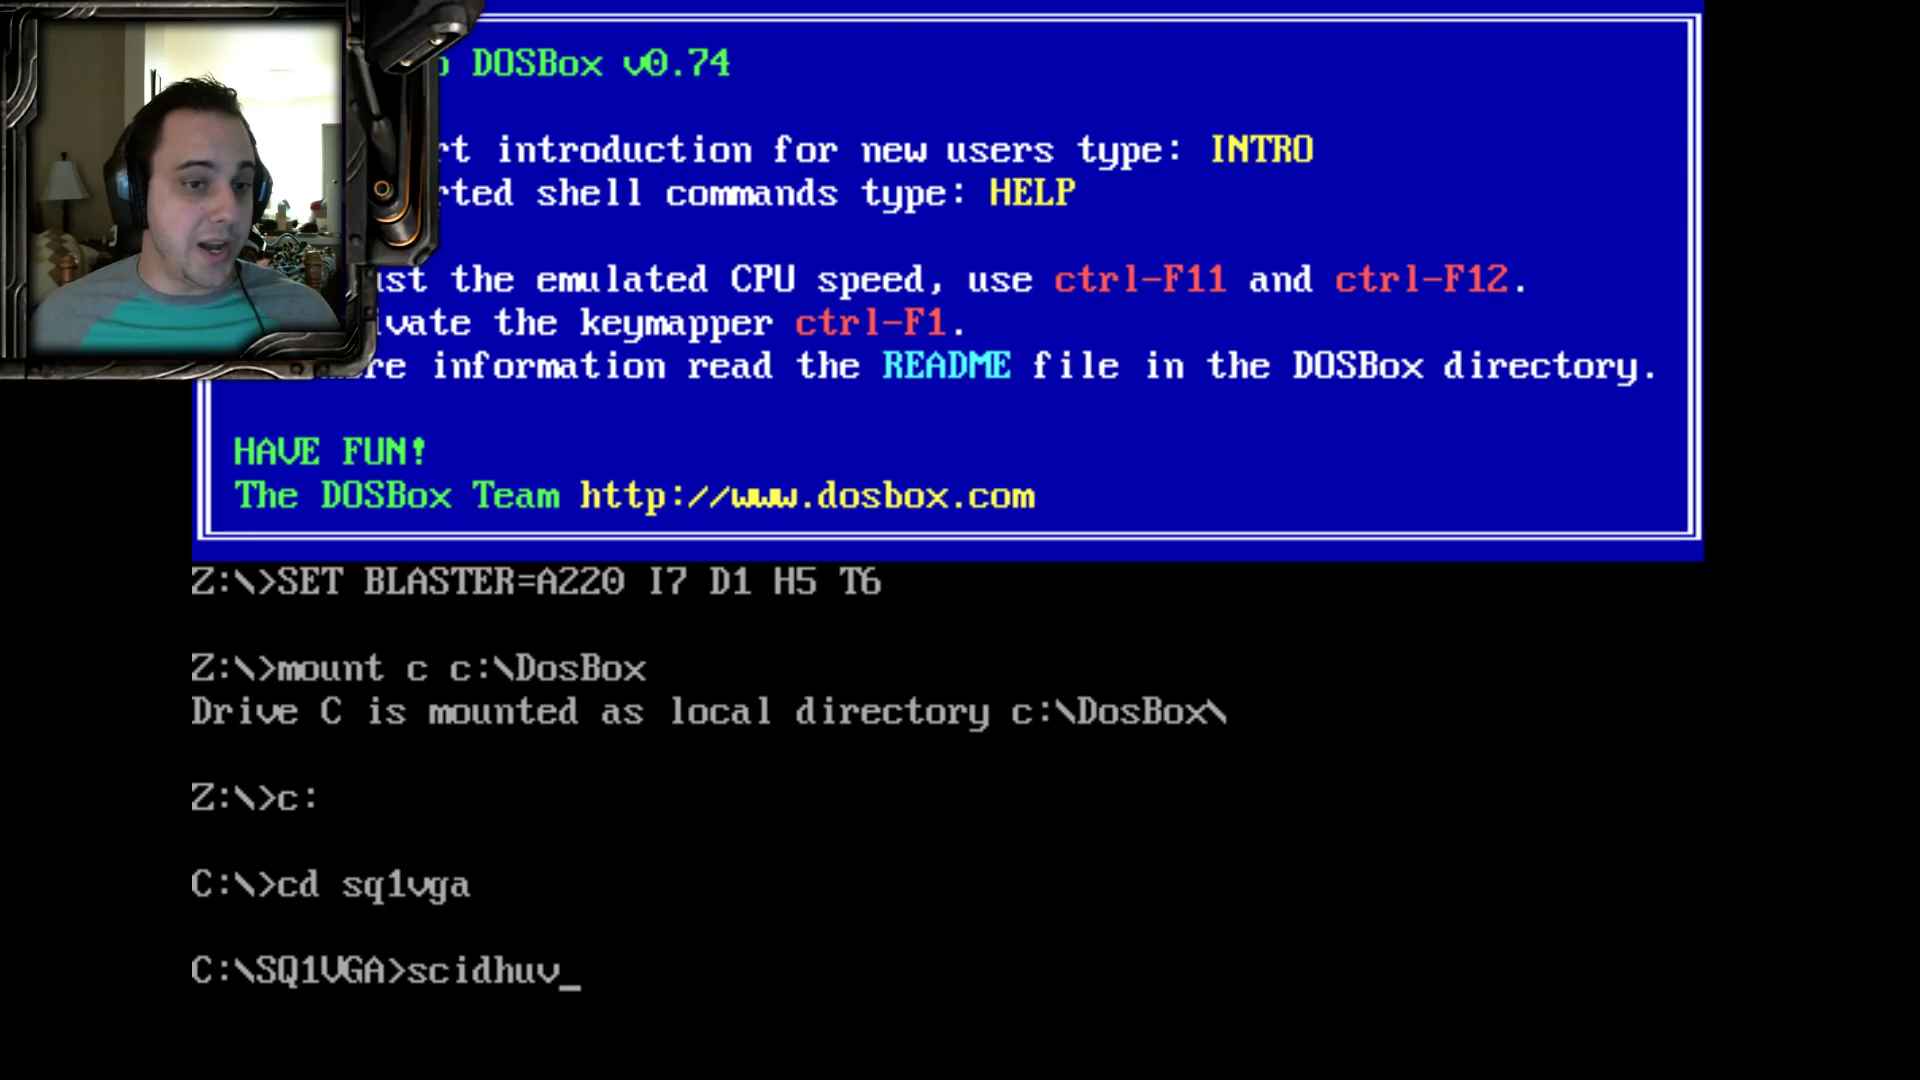 DOSBox v0.74
introduction for new users type: INTRO
shell commands type: HELP
the emulated CPU speed, use ctrl-F11 and ctrl-F12.
the keymapper ctrl-F1.
information read the README file in the DOSBox directory.
HAVE FUN!
The DOSBox Team http://www.dosbox.com
Z:\>SET BLASTER=A220 I7 D1 H5 T6
Z:\>mount c c:\DosBox
Drive C is mounted as local directory c:\DosBox\
Z:\>c:
C:\>cd sq1vga
C:\SQ1VGA>scidhuv_